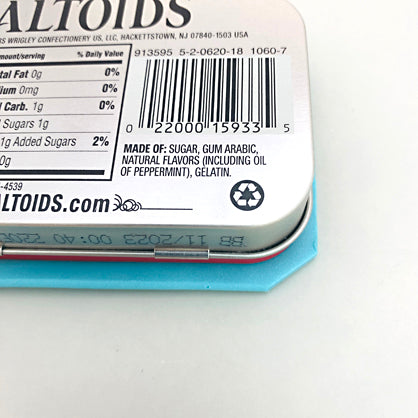 ALTOIDS
RS WRIGLEY CONFECTIONERY US, LLC, HACKETTSTOWN, NJ 07840-1503 USA
mount/serving % Daily Value
tal Fat 0g 0%
ium 0mg 0%
l Carb. 1g 0%
Sugars 1g
1g Added Sugars 2%
0g
-4539
ALTOIDS.com
913595 5-2-0620-18 1060-7
0 22000 15933 5
MADE OF: SUGAR, GUM ARABIC,
NATURAL FLAVORS (INCLUDING OIL
OF PEPPERMINT), GELATIN.
BB 11/2023 00:40